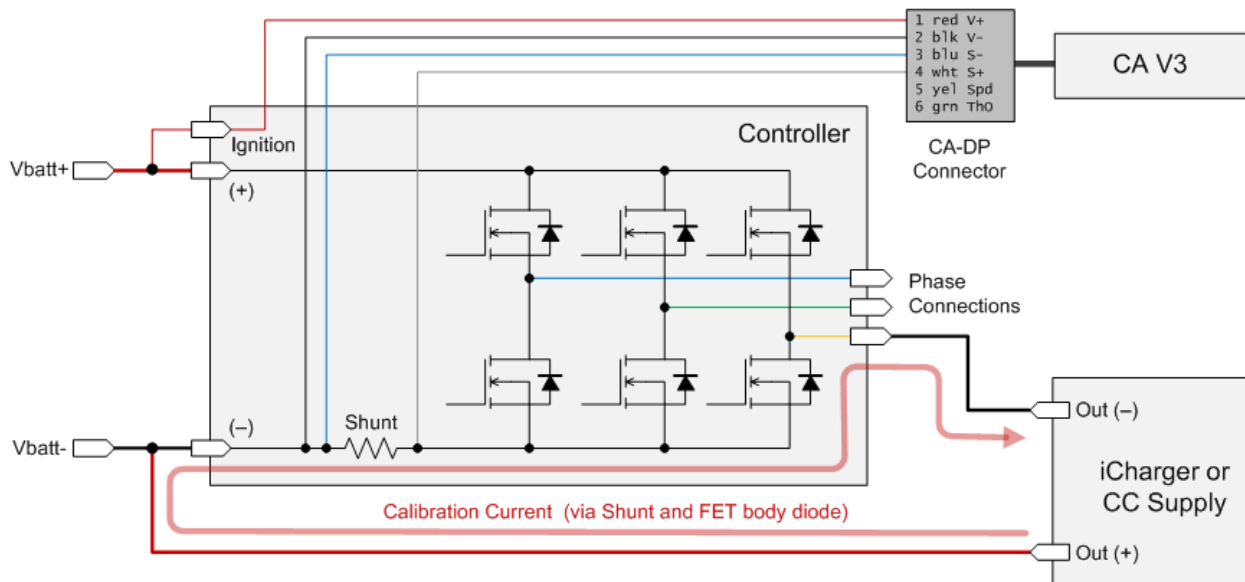 1 red V+
2 blk V-
3 blu S-
4 wht S+
5 yel Spd
6 grn ThO
CA V3
CA-DP
Connector
Controller
Ignition
Vbatt+
(+)
Phase
Connections
Shunt
(–)
Vbatt-
Out (–)
iCharger or
CC Supply
Calibration Current (via Shunt and FET body diode)
Out (+)